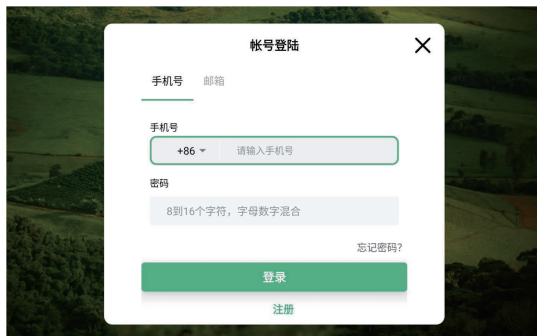 帐号登陆
手机号 邮箱
手机号
+86 请输入手机号
密码
8到16个字符，字母数字混合
忘记密码？
登录
注册